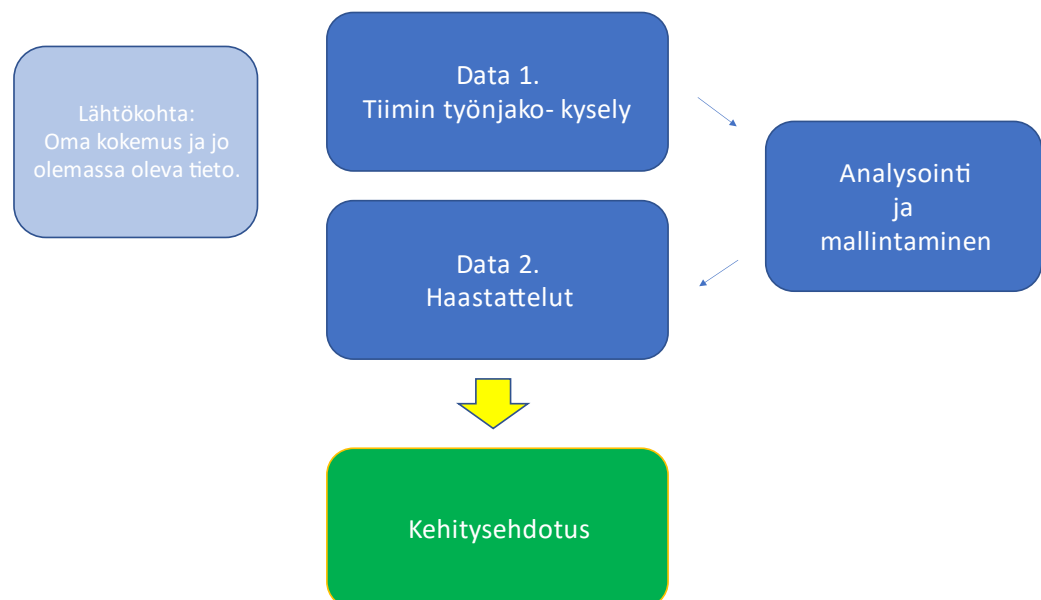 Lähtökohta:
Oma kokemus ja jo
olemassa oleva tieto.
Data 1.
Tiimin työnjako- kysely
Analysointi
ja
mallintaminen
Data 2.
Haastattelut
Kehitysehdotus